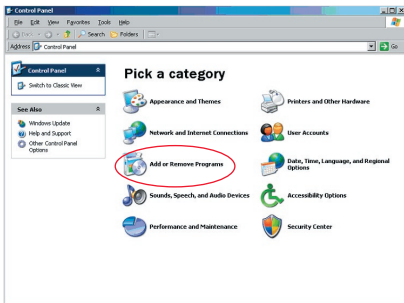 Control Panel
File Edit View Favorites Tools Help
Back Search Folders
Address Control Panel Go
Control Panel
Switch to Classic View
See Also
Windows Update
Help and Support
Other Control Panel
Options
Pick a category
Appearance and Themes
Printers and Other Hardware
Network and Internet Connections
User Accounts
Add or Remove Programs
Date, Time, Language, and Regional
Options
Sounds, Speech, and Audio Devices
Accessibility Options
Performance and Maintenance
Security Center